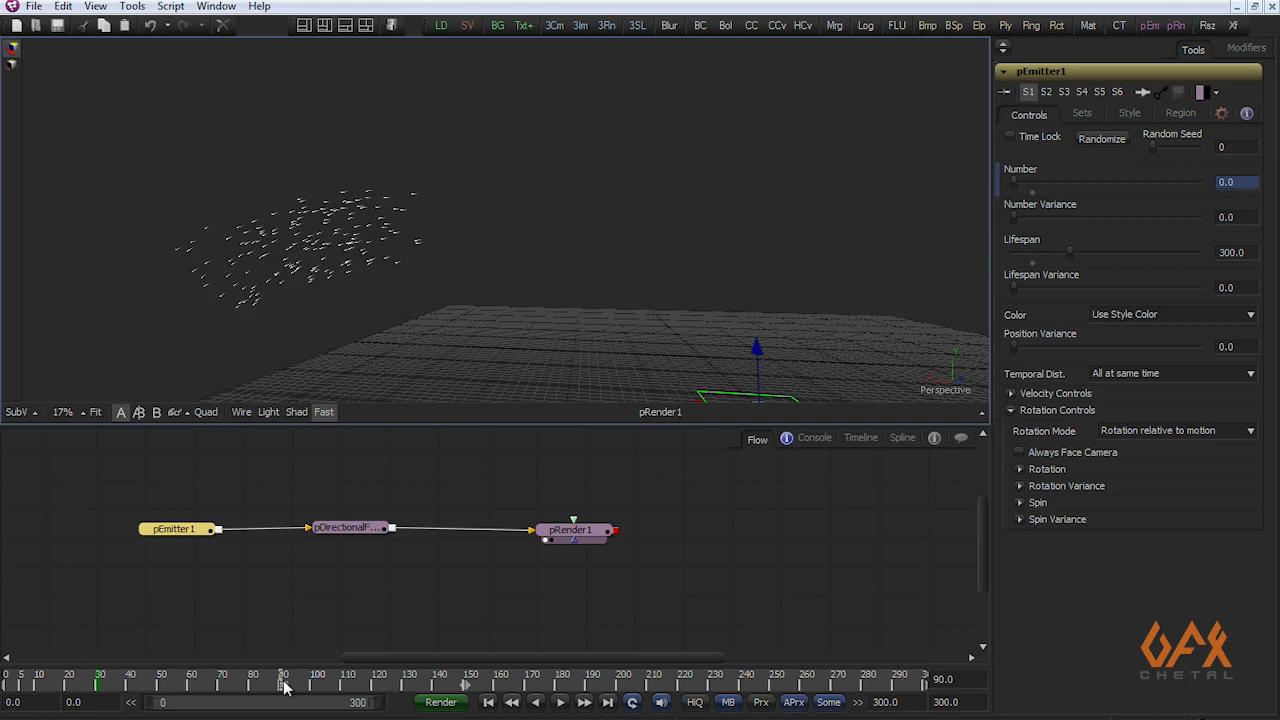 File Edit View Tools Script Window Help
LD SV BG Txt+ 3Cm 3Im 3Rn 3SL Blur BC Bol CC CCv HCv Mrg Log FLU Bmp BSp Elp Ply Rng Rct Mat CT pEm pRn Rsz Xf
Tools Modifiers
pEmitter1
S1 S2 S3 S4 S5 S6
Controls Sets Style Region
Time Lock Randomize Random Seed
0
Number
0.0
Number Variance
0.0
Lifespan
300.0
Lifespan Variance
0.0
Color Use Style Color
Position Variance
0.0
Temporal Dist. All at same time
Velocity Controls
Rotation Controls
Rotation Mode Rotation relative to motion
Always Face Camera
Rotation
Rotation Variance
Spin
Spin Variance
Y
Perspective
SubV 17% Fit A B Quad Wire Light Shad Fast pRender1
Flow Console Timeline Spline
pEmitter1 pDirectionalF... pRender1
0 5 10 20 30 40 50 60 70 80 90 100 110 120 130 140 150 160 170 180 190 200 210 220 230 240 250 260 270 280 290 90.0
0.0 0.0 << 0 300 Render HiQ MB Prx APrx Some >> 300.0 300.0
GFX
CHETAL